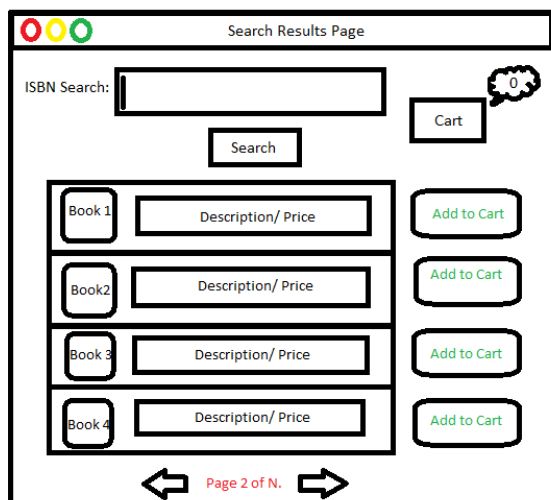 Search Results Page
ISBN Search:
0
Cart
Search
Book 1
Description/ Price
Add to Cart
Book2
Description/ Price
Add to Cart
Book 3
Description/ Price
Add to Cart
Book 4
Description/ Price
Add to Cart
Page 2 of N.